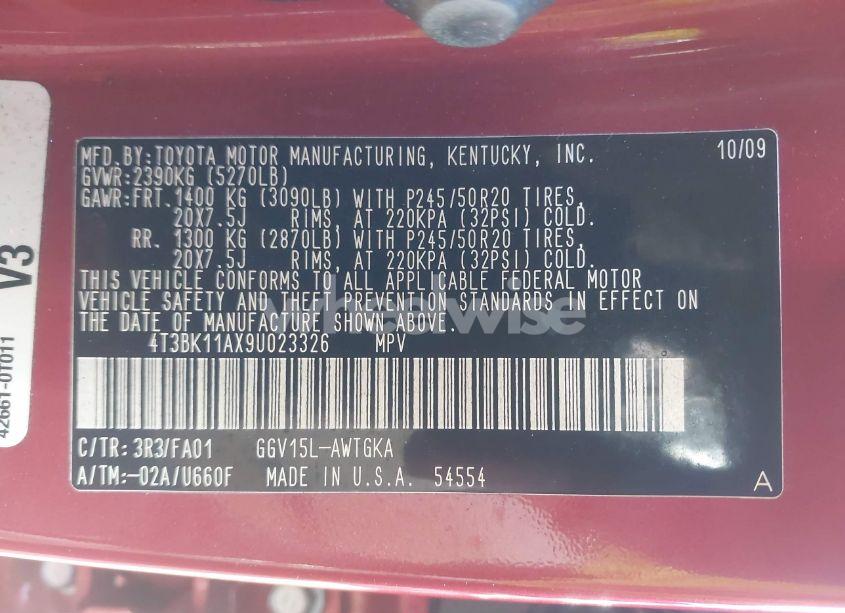 MFD.BY:TOYOTA MOTOR MANUFACTURING, KENTUCKY, INC. 10/09
GVWR:2390KG (5270LB)
GAWR:FRT.1400 KG (3090LB) WITH P245/50R20 TIRES,
20X7.5J RIMS, AT 220KPA (32PSI) COLD.
RR. 1300 KG (2870LB) WITH P245/50R20 TIRES,
20X7.5J RIMS, AT 220KPA (32PSI) COLD.
THIS VEHICLE CONFORMS TO ALL APPLICABLE FEDERAL MOTOR
VEHICLE SAFETY AND THEFT PREVENTION STANDARDS IN EFFECT ON
THE DATE OF MANUFACTURE SHOWN ABOVE.
4T3BK11AX9U023326 MPV
C/TR: 3R3/FA01 GGV15L-AWTGKA
A/TM:-02A/U660F MADE IN U.S.A. 54554 A
42661-0T011
V3